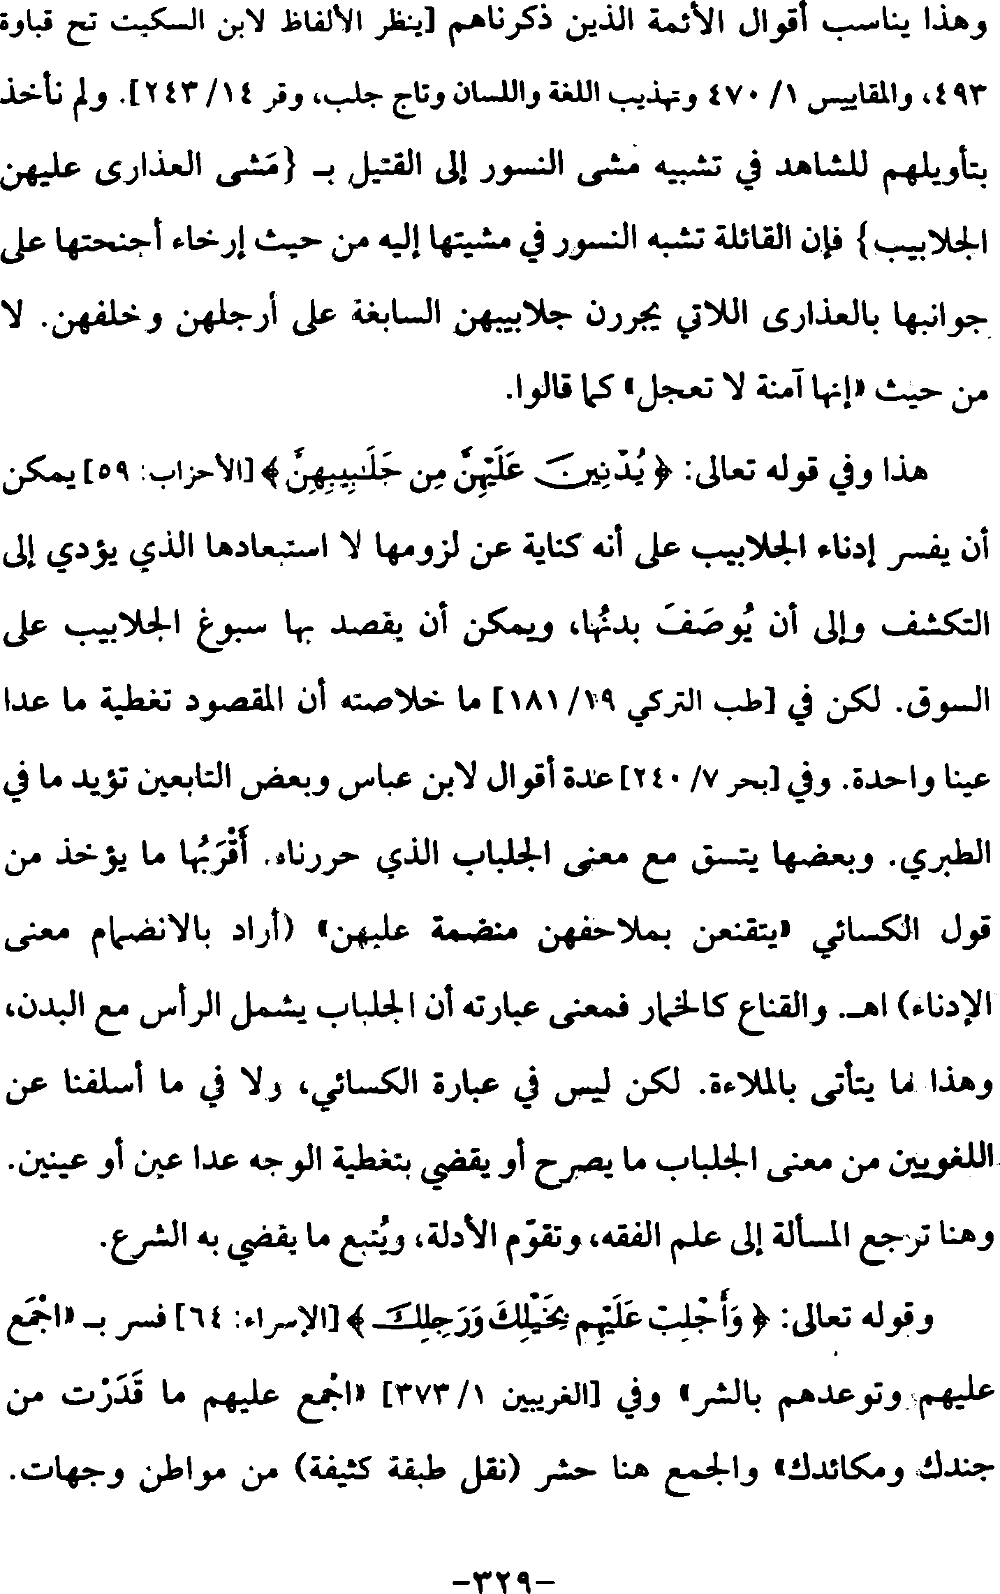 وهذا يناسب أقوال الأئمة الذين ذكرناهم [ينظر الألفاظ لابن السكيت تح قباوة
٤٩٣، والمقاييس ١/ ٤٧٠ وتهذيب اللغة واللسان وتاج جلب، وقر ١٤/ ٢٤٣]. ولم نأخذ
بتأويلهم للشاهد في تشبيه مَشى النسور إلى القتيل بـ {مَشى العذارى عليهن
الجلابيب} فإن القائلة تشبه النسور في مشيتها إليه من حيث إرخاء أجنحتها على
جوانبها بالعذارى اللاتي يجررن جلابيبهن السابغة على أرجلهن وخلفهن. لا
من حيث «إنها آمنة لا تعجل» كما قالوا.
هذا وفي قوله تعالى: ﴿ يُدْنِينَ عَلَيْهِنَّ مِن جَلَٰبِيبِهِنَّ ﴾ [الأحزاب: ٥٩] يمكن
أن يفسر إدناء الجلابيب على أنه كناية عن لزومها لا استبعادها الذي يؤدي إلى
التكشف وإلى أن يُوصَفَ بدنُها، ويمكن أن يقصد بها سبوغ الجلابيب على
السوق. لكن في [طب التركي ١٩/ ١٨١] ما خلاصته أن المقصود تغطية ما عدا
عينا واحدة. وفي [بحر ٧/ ٢٤٠] عدة أقوال لابن عباس وبعض التابعين تؤيد ما في
الطبري. وبعضها يتسق مع معنى الجلباب الذي حررناه. أَقْرَبُها ما يؤخذ من
قول الكسائي «يتقنعن بملاحفهن منضمة عليهن» (أراد بالانضمام معنى
الإدناء) اهـ. والقناع كالخمار فمعنى عبارته أن الجلباب يشمل الرأس مع البدن،
وهذا لما يتأتى بالملاءة. لكن ليس في عبارة الكسائي، ولا في ما أسلفنا عن
اللغويين من معنى الجلباب ما يصرح أو يقضي بتغطية الوجه عدا عين أو عينين.
وهنا ترجع المسألة إلى علم الفقه، وتقوّم الأدلة، ويُتبع ما يقضي به الشرع.
وقوله تعالى: ﴿ وَأَجْلِبْ عَلَيْهِم بِخَيْلِكَ وَرَجِلِكَ ﴾ [الإسراء: ٦٤] فسر بـ «اجْمَع
عليهم وتوعدهم بالشر» وفي [الغريبين ١/ ٣٧٣] «اجْمع عليهم ما قَدَرْت من
جندك ومكائدك» والجمع هنا حشر (نقل طبقة كثيفة) من مواطن وجهات.
-٣٢٩-